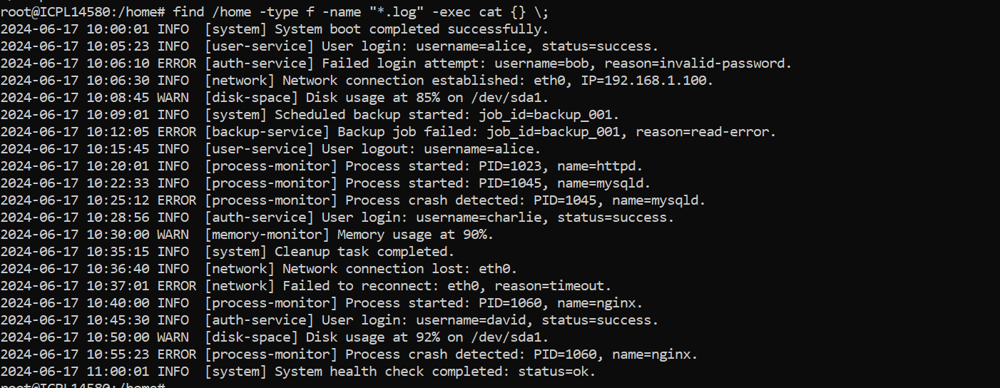 root@ICPL14580:/home# find /home -type f -name "*.log" -exec cat {} \;
2024-06-17 10:00:01 INFO  [system] System boot completed successfully.
2024-06-17 10:05:23 INFO  [user-service] User login: username=alice, status=success.
2024-06-17 10:06:10 ERROR [auth-service] Failed login attempt: username=bob, reason=invalid-password.
2024-06-17 10:06:30 INFO  [network] Network connection established: eth0, IP=192.168.1.100.
2024-06-17 10:08:45 WARN  [disk-space] Disk usage at 85% on /dev/sda1.
2024-06-17 10:09:01 INFO  [system] Scheduled backup started: job_id=backup_001.
2024-06-17 10:12:05 ERROR [backup-service] Backup job failed: job_id=backup_001, reason=read-error.
2024-06-17 10:15:45 INFO  [user-service] User logout: username=alice.
2024-06-17 10:20:01 INFO  [process-monitor] Process started: PID=1023, name=httpd.
2024-06-17 10:22:33 INFO  [process-monitor] Process started: PID=1045, name=mysqld.
2024-06-17 10:25:12 ERROR [process-monitor] Process crash detected: PID=1045, name=mysqld.
2024-06-17 10:28:56 INFO  [auth-service] User login: username=charlie, status=success.
2024-06-17 10:30:00 WARN  [memory-monitor] Memory usage at 90%.
2024-06-17 10:35:15 INFO  [system] Cleanup task completed.
2024-06-17 10:36:40 INFO  [network] Network connection lost: eth0.
2024-06-17 10:37:01 ERROR [network] Failed to reconnect: eth0, reason=timeout.
2024-06-17 10:40:00 INFO  [process-monitor] Process started: PID=1060, name=nginx.
2024-06-17 10:45:30 INFO  [auth-service] User login: username=david, status=success.
2024-06-17 10:50:00 WARN  [disk-space] Disk usage at 92% on /dev/sda1.
2024-06-17 10:55:23 ERROR [process-monitor] Process crash detected: PID=1060, name=nginx.
2024-06-17 11:00:01 INFO  [system] System health check completed: status=ok.
root@ICPL14580:/home#